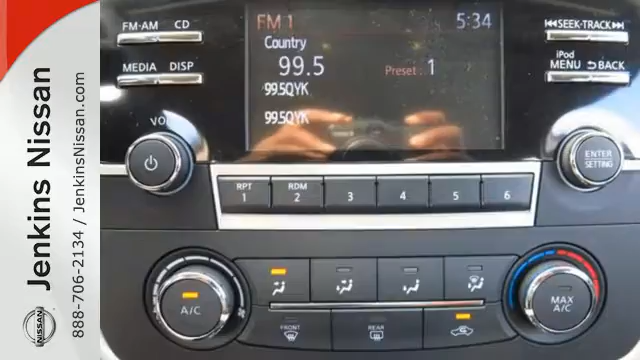 Jenkins Nissan
888-706-2134 / JenkinsNissan.com
NISSAN
FM·AM CD
MEDIA DISP
VOL
FM 1 5:34
Country
99.5 Preset : 1
99.5QYK
99.5QYK
SEEK·TRACK
iPod
MENU BACK
ENTER
SETTING
RPT RDM
1 2 3 4 5 6
A/C
FRONT REAR
MAX
A/C